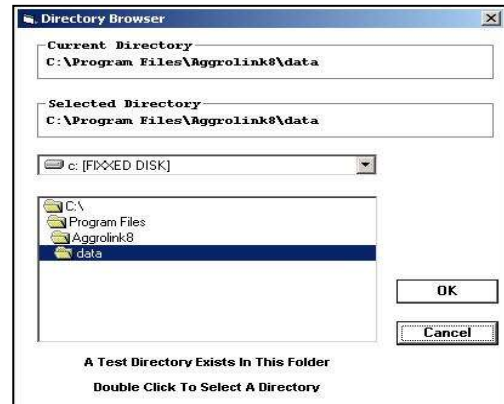 Directory Browser
Current Directory
C:\Program Files\Aggrolink8\data
Selected Directory
C:\Program Files\Aggrolink8\data
c: [FIXXED DISK]
C:\
Program Files
Aggrolink8
data
OK
Cancel
A Test Directory Exists In This Folder
Double Click To Select A Directory